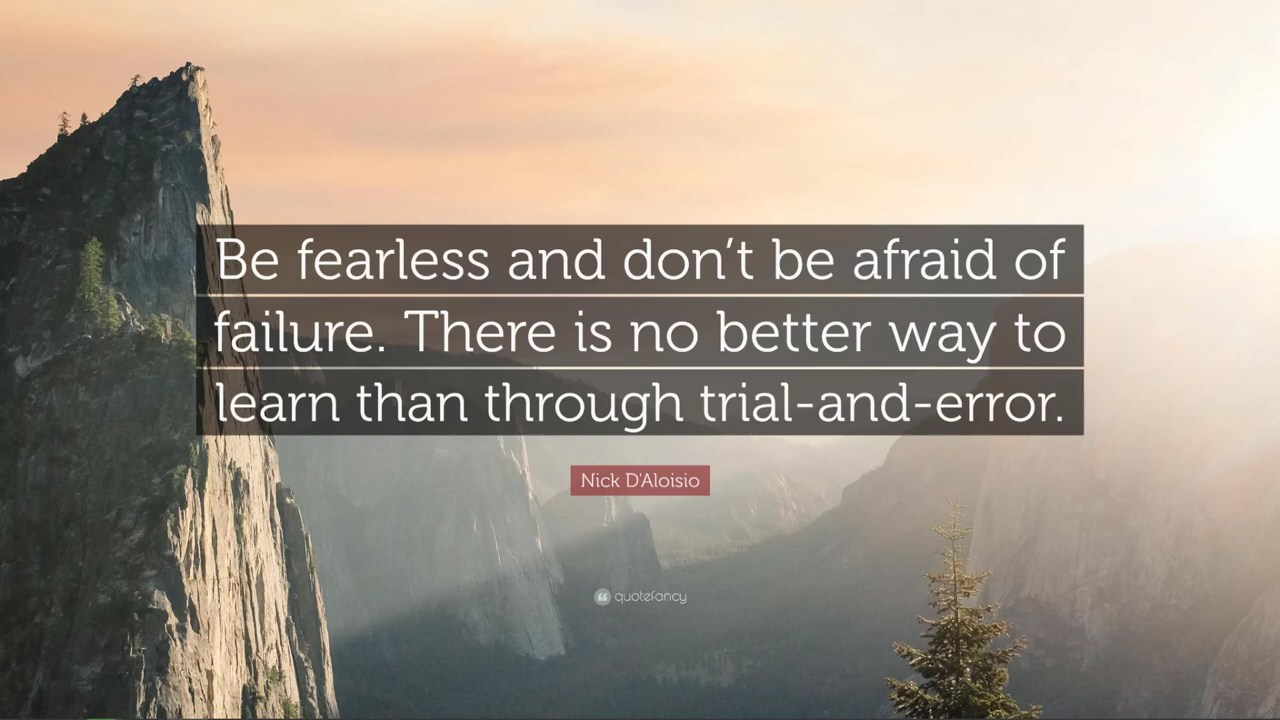 Be fearless and don’t be afraid of
failure. There is no better way to
learn than through trial-and-error.
Nick D'Aloisio
quotefancy